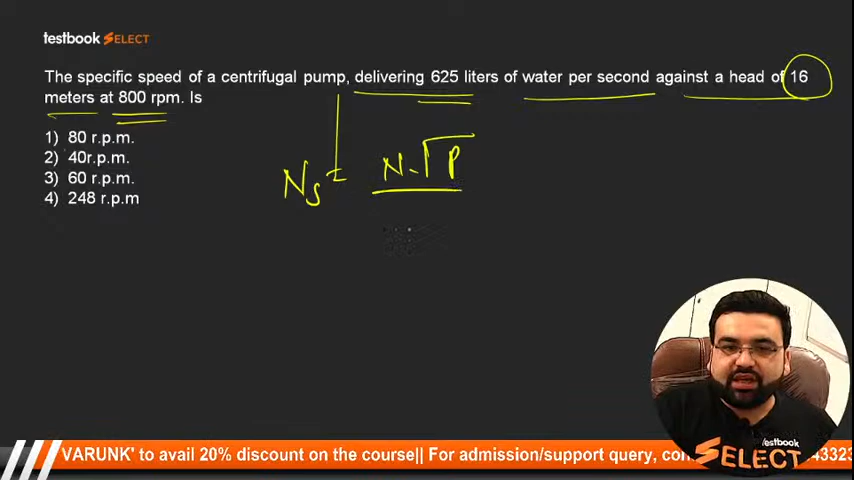 testbook SELECT
The specific speed of a centrifugal pump, delivering 625 liters of water per second against a head of 16
meters at 800 rpm. Is
1) 80 r.p.m.
2) 40r.p.m.
3) 60 r.p.m.
4) 248 r.p.m
Ns = N.√P
testbook
SELECT
VARUNK' to avail 20% discount on the course|| For admission/support query, con 43323